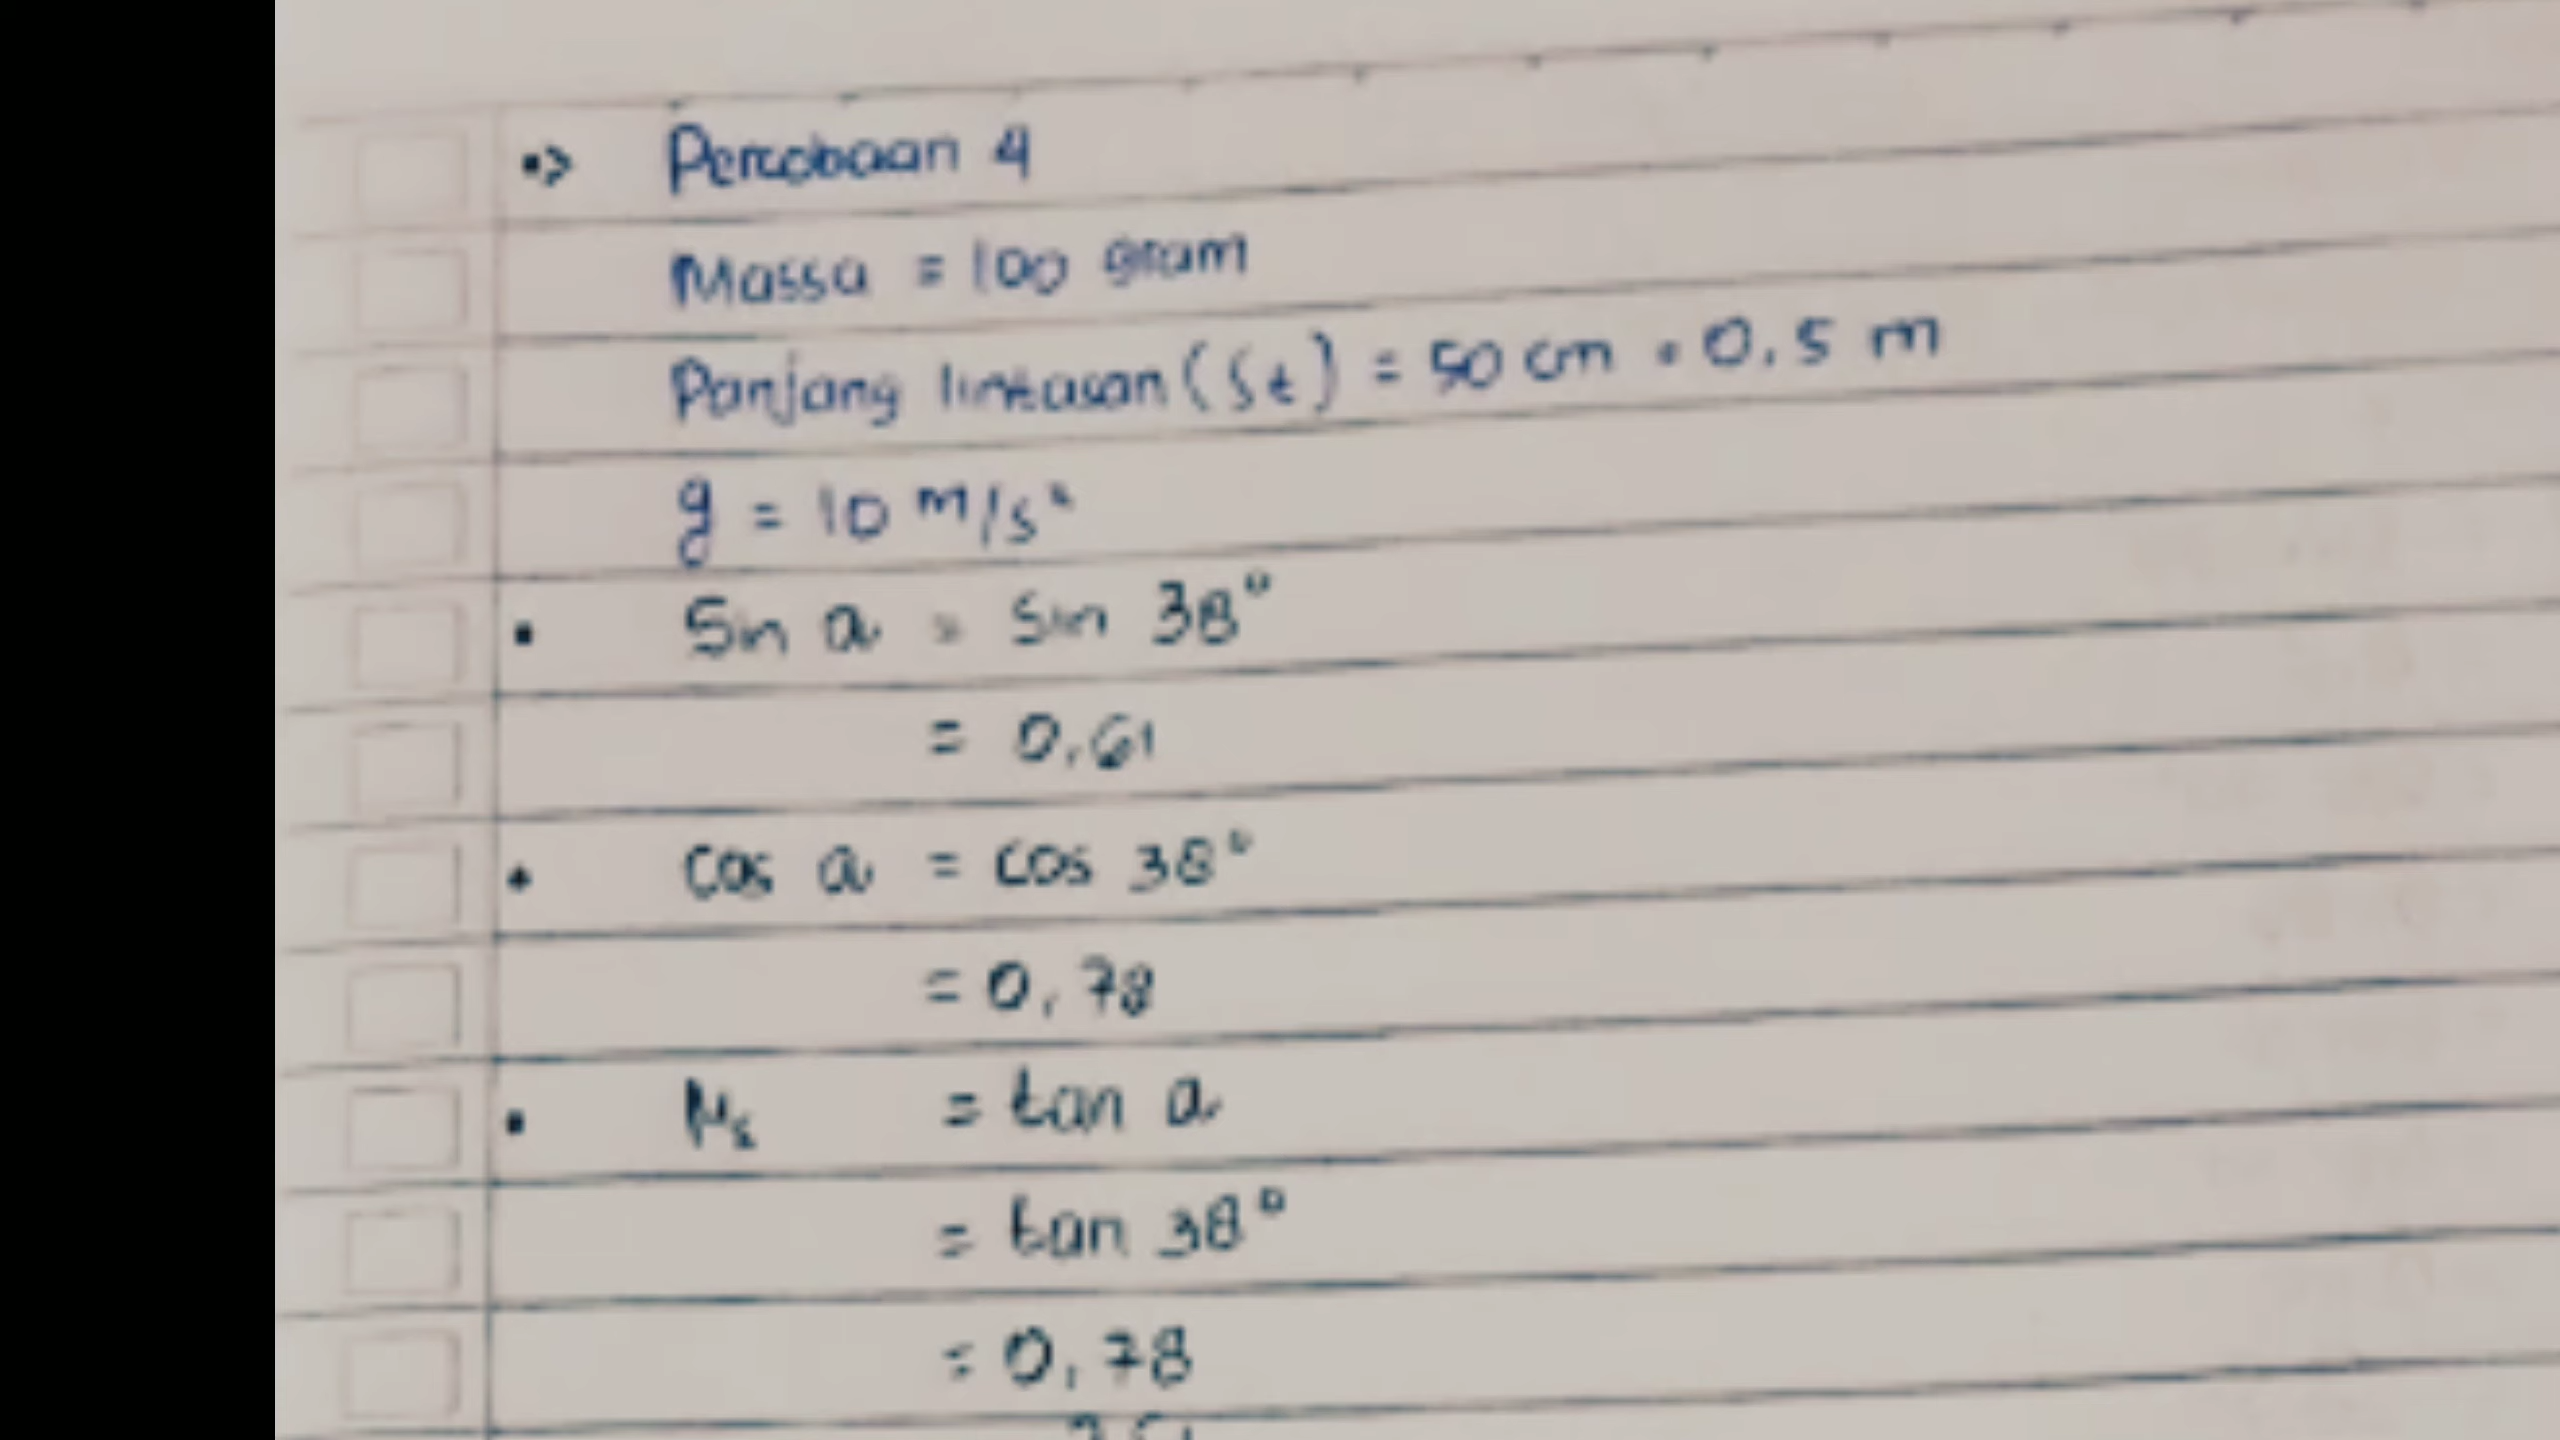 •> Percobaan 4
Massa = 100 gram
Panjang lintasan (St) = 50 cm = 0,5 m
g = 10 m/s²
• Sin a = Sin 38°
= 0,61
• Cos a = Cos 38°
= 0,78
• μs = tan a
= tan 38°
= 0,78